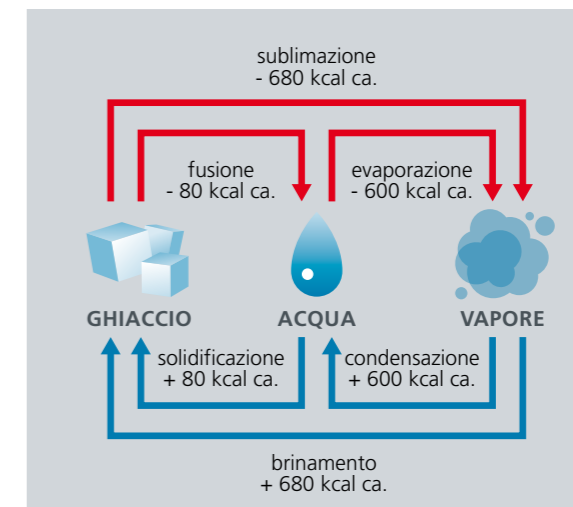 sublimazione
- 680 kcal ca.
fusione
- 80 kcal ca.
evaporazione
- 600 kcal ca.
GHIACCIO
ACQUA
VAPORE
solidificazione
+ 80 kcal ca.
condensazione
+ 600 kcal ca.
brinamento
+ 680 kcal ca.